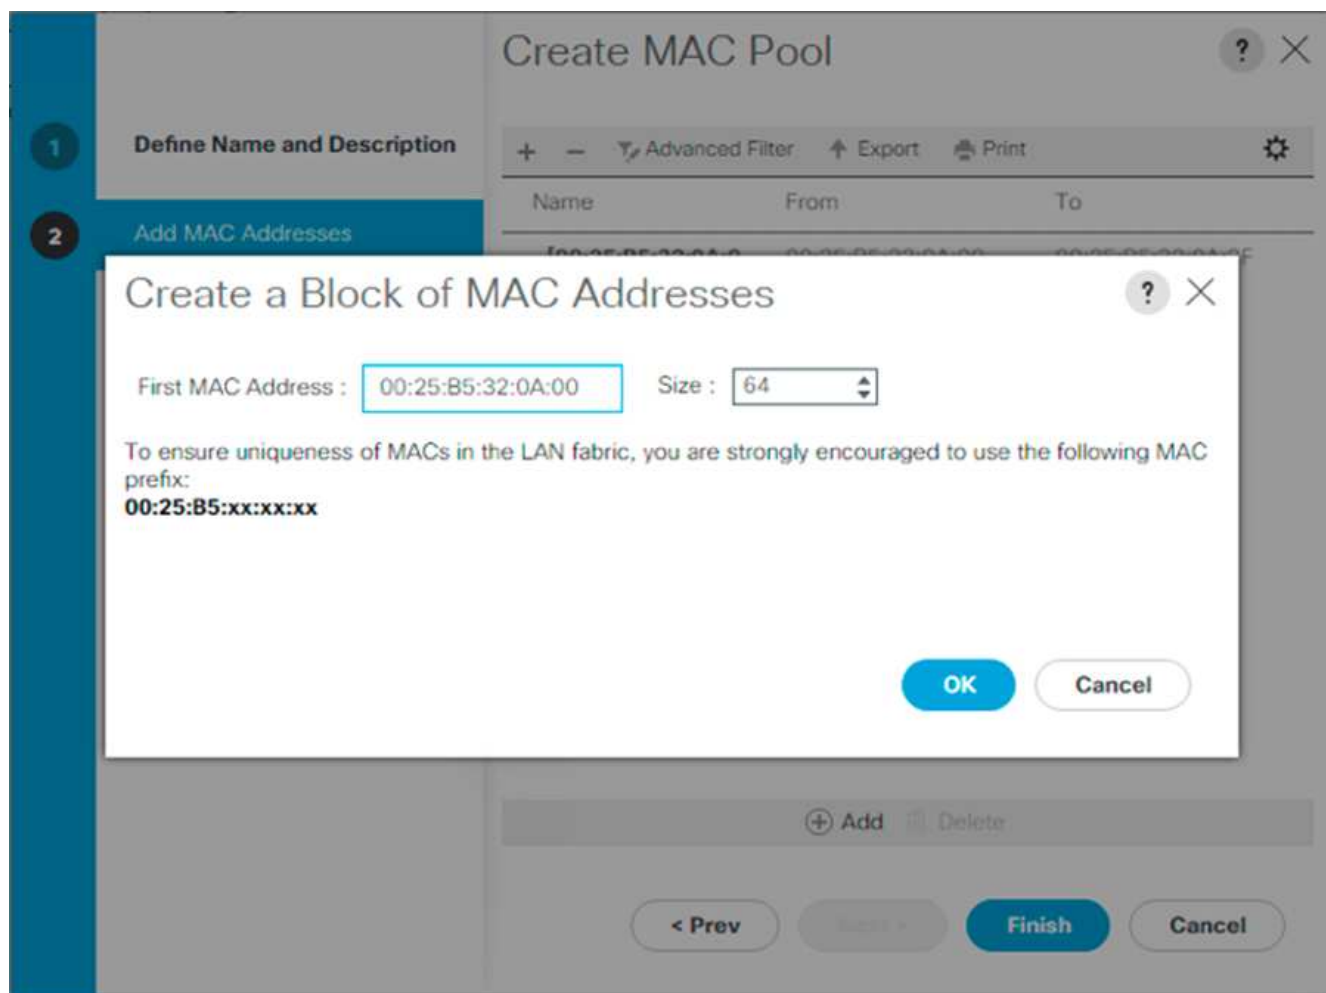 Create MAC Pool
?
1
Define Name and Description
+ − Advanced Filter Export Print
Name From To
2
Add MAC Addresses
Create a Block of MAC Addresses
?
First MAC Address : 00:25:B5:32:0A:00 Size : 64
To ensure uniqueness of MACs in the LAN fabric, you are strongly encouraged to use the following MAC
prefix:
00:25:B5:xx:xx:xx
OK Cancel
Add Delete
< Prev Finish Cancel